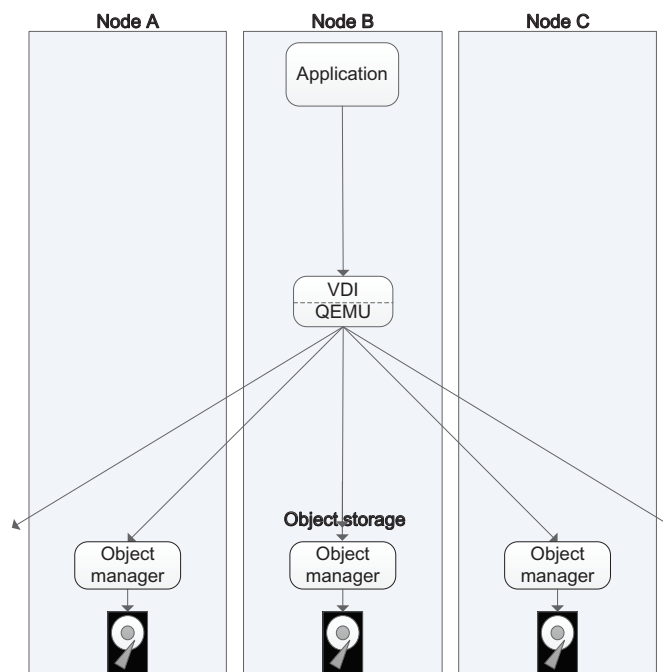 Node A
Node B
Node C
Application
VDI
QEMU
Object storage
Object
manager
Object
manager
Object
manager